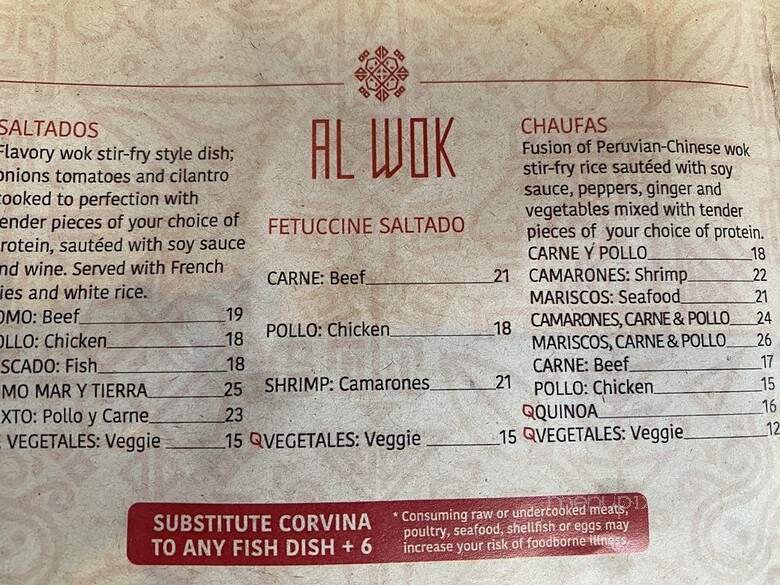 AL WOK
SALTADOS
Flavory wok stir-fry style dish;
onions tomatoes and cilantro
cooked to perfection with
ender pieces of your choice of
rotein, sautéed with soy sauce
nd wine. Served with French
ies and white rice.
OMO: Beef 19
OLLO: Chicken 18
SCADO: Fish 18
MO MAR Y TIERRA 25
XTO: Pollo y Carne 23
VEGETALES: Veggie 15
FETUCCINE SALTADO
CARNE: Beef 21
POLLO: Chicken 18
SHRIMP: Camarones 21
VEGETALES: Veggie 15
CHAUFAS
Fusion of Peruvian-Chinese wok
stir-fry rice sautéed with soy
sauce, peppers, ginger and
vegetables mixed with tender
pieces of your choice of protein.
CARNE Y POLLO 18
CAMARONES: Shrimp 22
MARISCOS: Seafood 21
CAMARONES, CARNE & POLLO 24
MARISCOS, CARNE & POLLO 26
CARNE: Beef 17
POLLO: Chicken 15
QUINOA 16
VEGETALES: Veggie 12
SUBSTITUTE CORVINA
TO ANY FISH DISH + 6
* Consuming raw or undercooked meats,
poultry, seafood, shellfish or eggs may
increase your risk of foodborne illness.